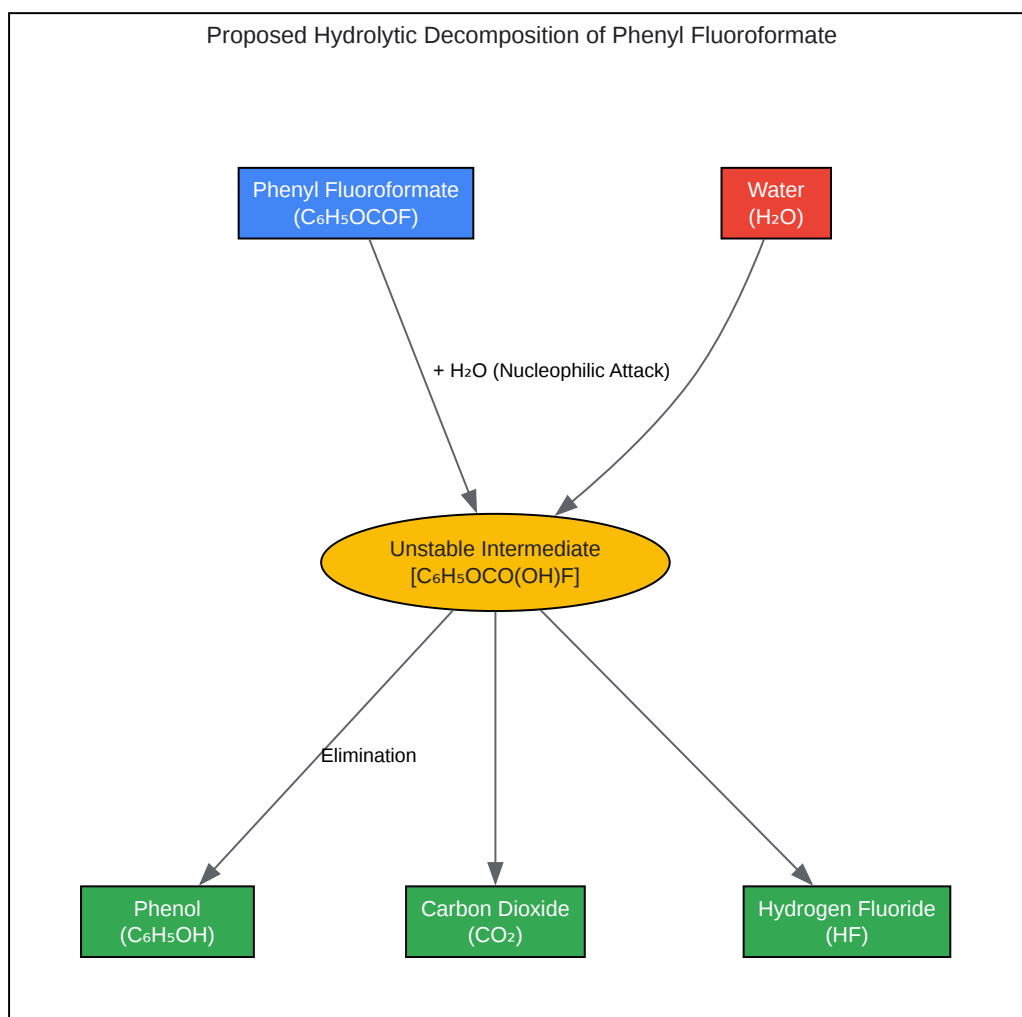 Proposed Hydrolytic Decomposition of Phenyl Fluoroformate
Phenyl Fluoroformate
(C₆H₅OCOF)
Water
(H₂O)
+ H₂O (Nucleophilic Attack)
Unstable Intermediate
[C₆H₅OCO(OH)F]
Elimination
Phenol
(C₆H₅OH)
Carbon Dioxide
(CO₂)
Hydrogen Fluoride
(HF)